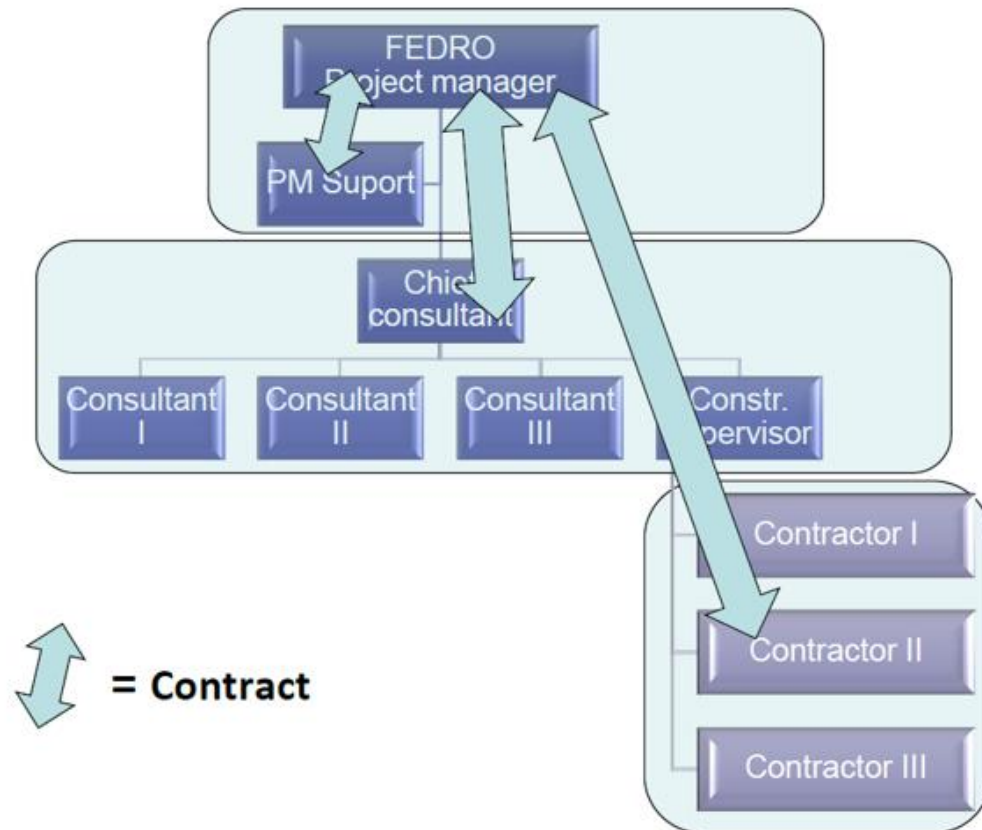 FEDRO
Project manager
PM Suport
Chief
consultant
Consultant
I
Consultant
II
Consultant
III
Constr.
Supervisor
Contractor I
Contractor II
Contractor III
= Contract